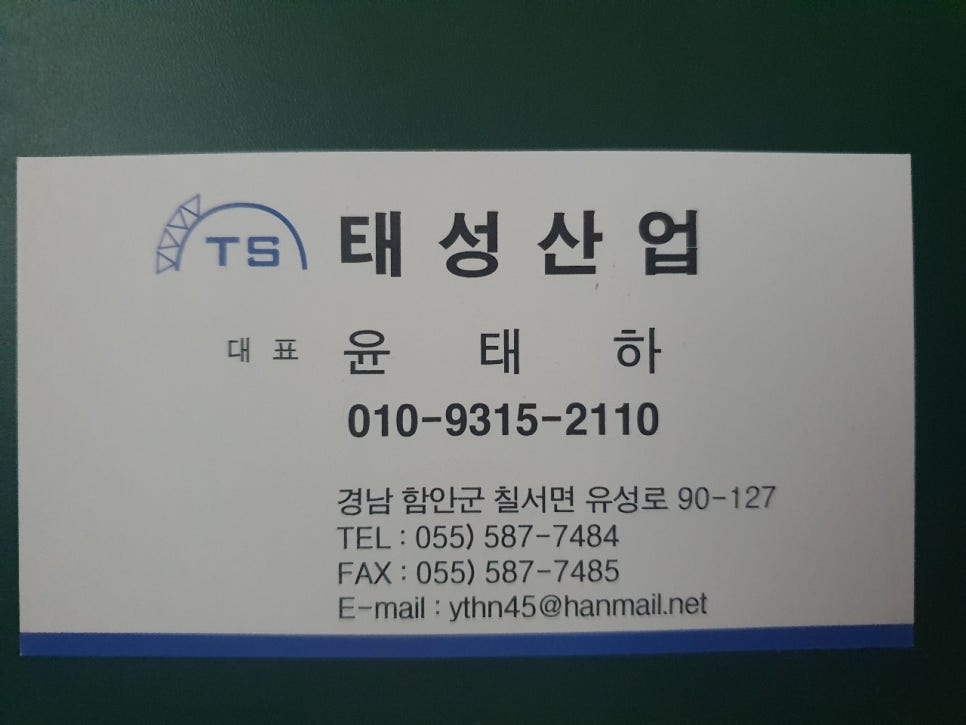 TS 태성산업
대표 윤태하
010-9315-2110
경남 함안군 칠서면 유성로 90-127
TEL : 055) 587-7484
FAX : 055) 587-7485
E-mail : ythn45@hanmail.net